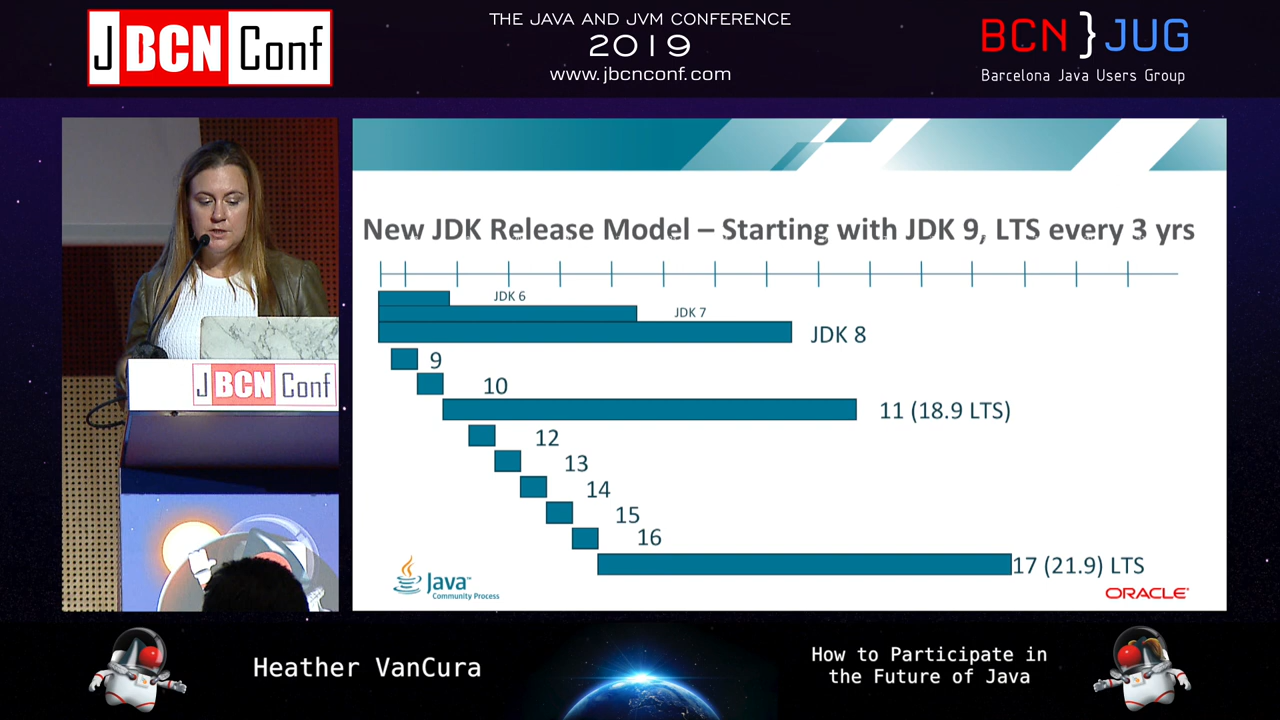 J BCN Conf
THE JAVA AND JVM CONFERENCE
2019
www.jbcnconf.com
BCN}JUG
Barcelona Java Users Group
New JDK Release Model – Starting with JDK 9, LTS every 3 yrs
JDK 6
JDK 7
JDK 8
9
10
11 (18.9 LTS)
12
13
14
15
16
17 (21.9) LTS
Java™
Community Process
ORACLE®
J BCN Conf
Heather VanCura
How to Participate in
the Future of Java